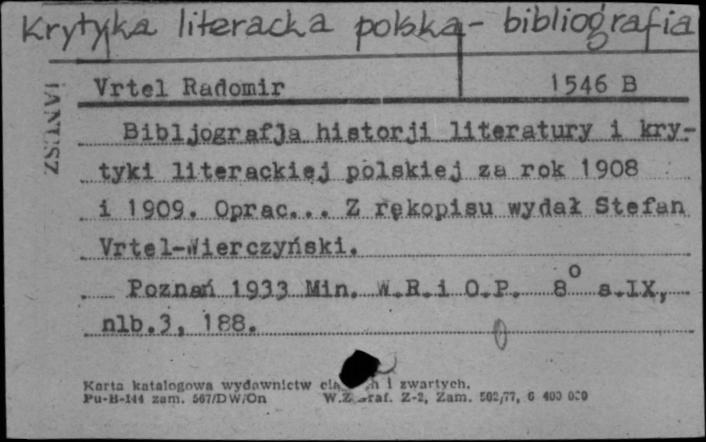 Krytyka literacka polska - bibliografia
JANUSZ
Vrtel Radomir 1546 B
Bibljografja historji literatury i kry-
tyki literackiej polskiej za rok 1908
i 1909. Oprac... Z rękopisu wydał Stefan
Vrtel-Wierczyński.
Poznań 1933 Min. W.R.i O.P. 8° s.IX,
nlb.3, 188.
Karta katalogowa wydawnictw i zwartych.
Pu-B-144 zam. 567/DW/On Z-2, Zam. 502/77, 6 400 000